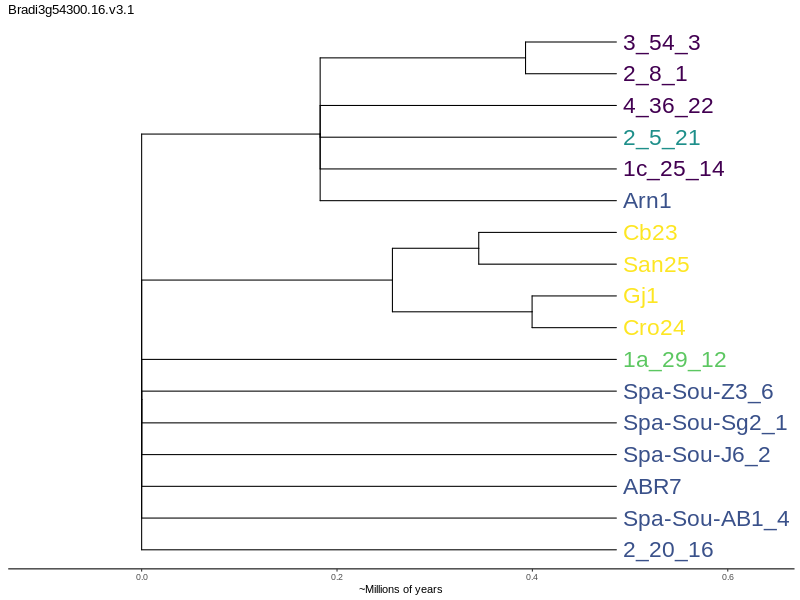 Bradi3g54300.16.v3.1
3_54_3
2_8_1
4_36_22
2_5_21
1c_25_14
Arn1
Cb23
San25
Gj1
Cro24
1a_29_12
Spa-Sou-Z3_6
Spa-Sou-Sg2_1
Spa-Sou-J6_2
ABR7
Spa-Sou-AB1_4
2_20_16
0.0 0.2 0.4 0.6
~Millions of years